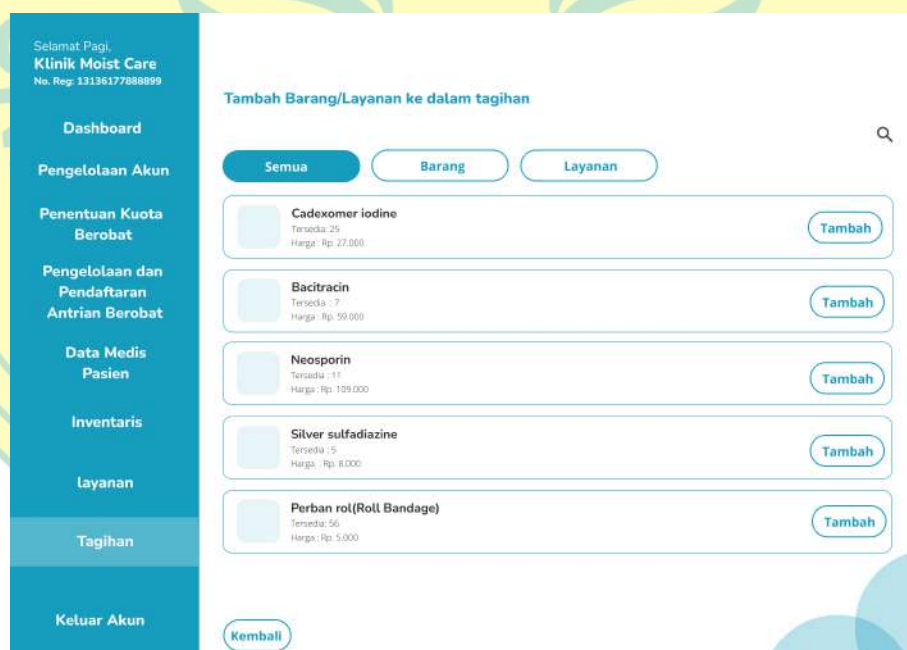 Selamat Pagi,
Klinik Moist Care
No. Reg: 13136177888899
Dashboard
Pengelolaan Akun
Penentuan Kuota
Berobat
Pengelolaan dan
Pendaftaran
Antrian Berobat
Data Medis
Pasien
Inventaris
layanan
Tagihan
Keluar Akun
Tambah Barang/Layanan ke dalam tagihan
Semua
Barang
Layanan
Cadexomer iodine
Tersedia: 25
Harga : Rp. 27.000
Tambah
Bacitracin
Tersedia : 7
Harga : Rp. 59.000
Tambah
Neosporin
Tersedia : 11
Harga : Rp. 109.000
Tambah
Silver sulfadiazine
Tersedia : 5
Harga : Rp. 8.000
Tambah
Perban rol(Roll Bandage)
Tersedia: 56
Harga : Rp. 5.000
Tambah
Kembali